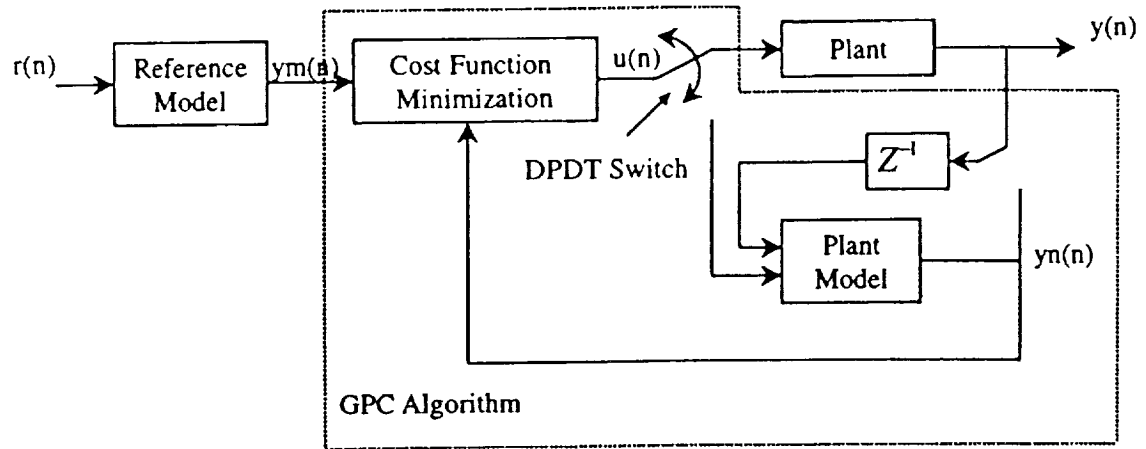 r(n)
Reference
Model
ym(n)
Cost Function
Minimization
u(n)
Plant
y(n)
DPDT Switch
Z⁻¹
Plant
Model
yn(n)
GPC Algorithm